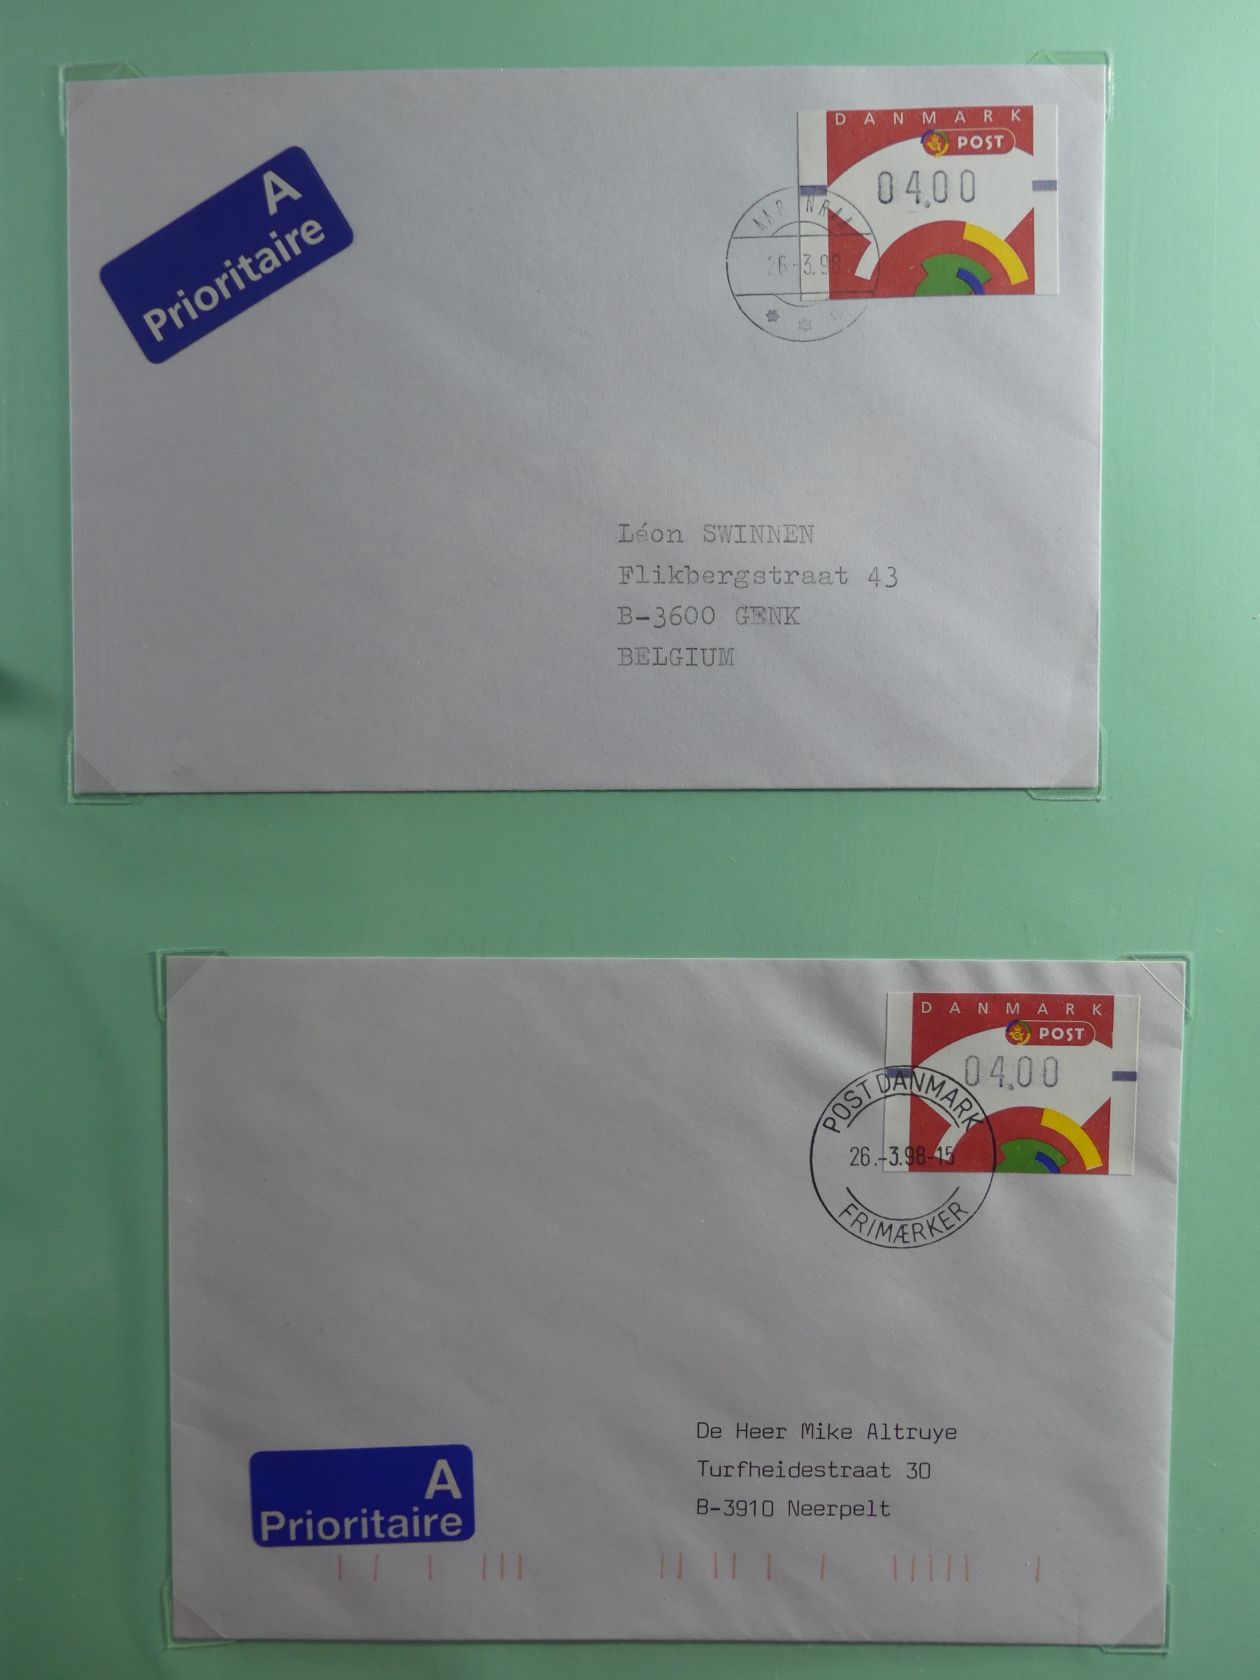 A
Prioritaire
DANMARK
POST
04.00
26-3.98
Léon SWINNEN
Flikbergstraat 43
B-3600 GENK
BELGIUM
DANMARK
POST
04.00
POST DANMARK
26.-3.98-15
FRIMÆRKER
De Heer Mike Altruye
Turfheidestraat 30
B-3910 Neerpelt
A
Prioritaire